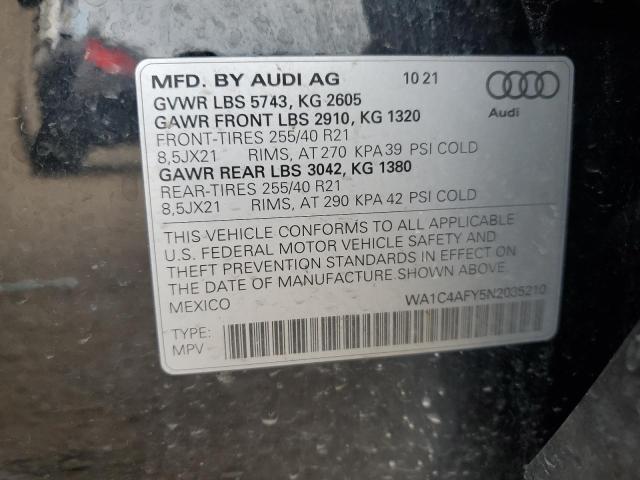 MFD. BY AUDI AG 10 21
GVWR LBS 5743, KG 2605
GAWR FRONT LBS 2910, KG 1320
FRONT-TIRES 255/40 R21
8,5JX21 RIMS, AT 270 KPA 39 PSI COLD
GAWR REAR LBS 3042, KG 1380
REAR-TIRES 255/40 R21
8,5JX21 RIMS, AT 290 KPA 42 PSI COLD
Audi
THIS VEHICLE CONFORMS TO ALL APPLICABLE
U.S. FEDERAL MOTOR VEHICLE SAFETY AND
THEFT PREVENTION STANDARDS IN EFFECT ON
THE DATE OF MANUFACTURE SHOWN ABOVE.
MEXICO WA1C4AFY5N2035210
TYPE:
MPV